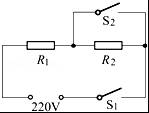 S₂
R₁ R₂
220V S₁